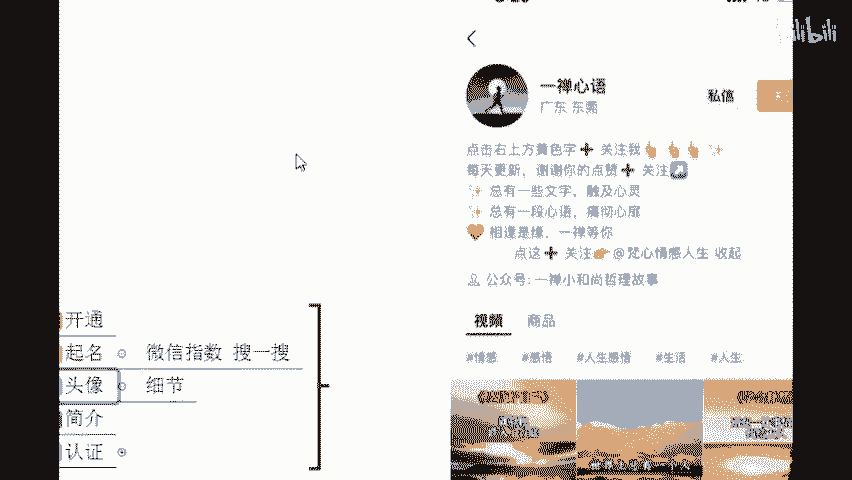 bilibili
一禅心语
广东 东莞
私信
点击右上方黄色字➕关注我👆👆👆✨
每天更新，谢谢你的点赞➕关注↗️
✨ 总有一些文字，触及心灵
✨ 总有一段心语，痛彻心扉
🧡 相逢是缘，一禅等你
点这➕关注👉@梵心情感人生 收起
公众号: 一禅小和尚哲理故事
视频 商品
#情感 #感悟 #人生感悟 #生活 #人生
开通
起名 微信指数 搜一搜
头像 细节
简介
认证